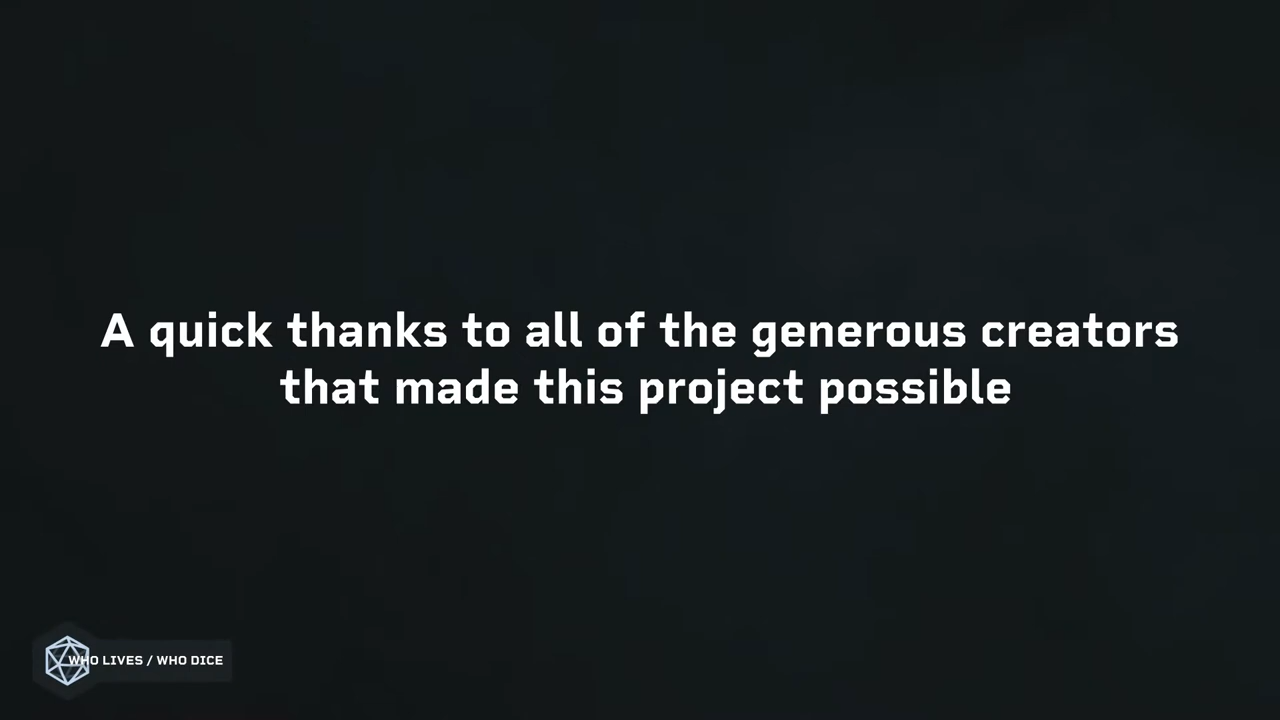 A quick thanks to all of the generous creators
that made this project possible
WHO LIVES / WHO DICE